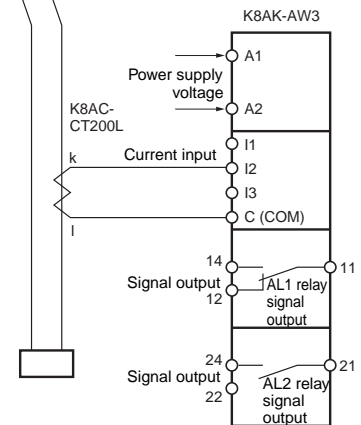 K8AK-AW3
A1
Power supply
voltage
A2
K8AC-
CT200L
I1
k
Current input
I2
I3
C (COM)
l
14
11
Signal output
AL1 relay
12
signal
output
24
21
Signal output
AL2 relay
22
signal
output